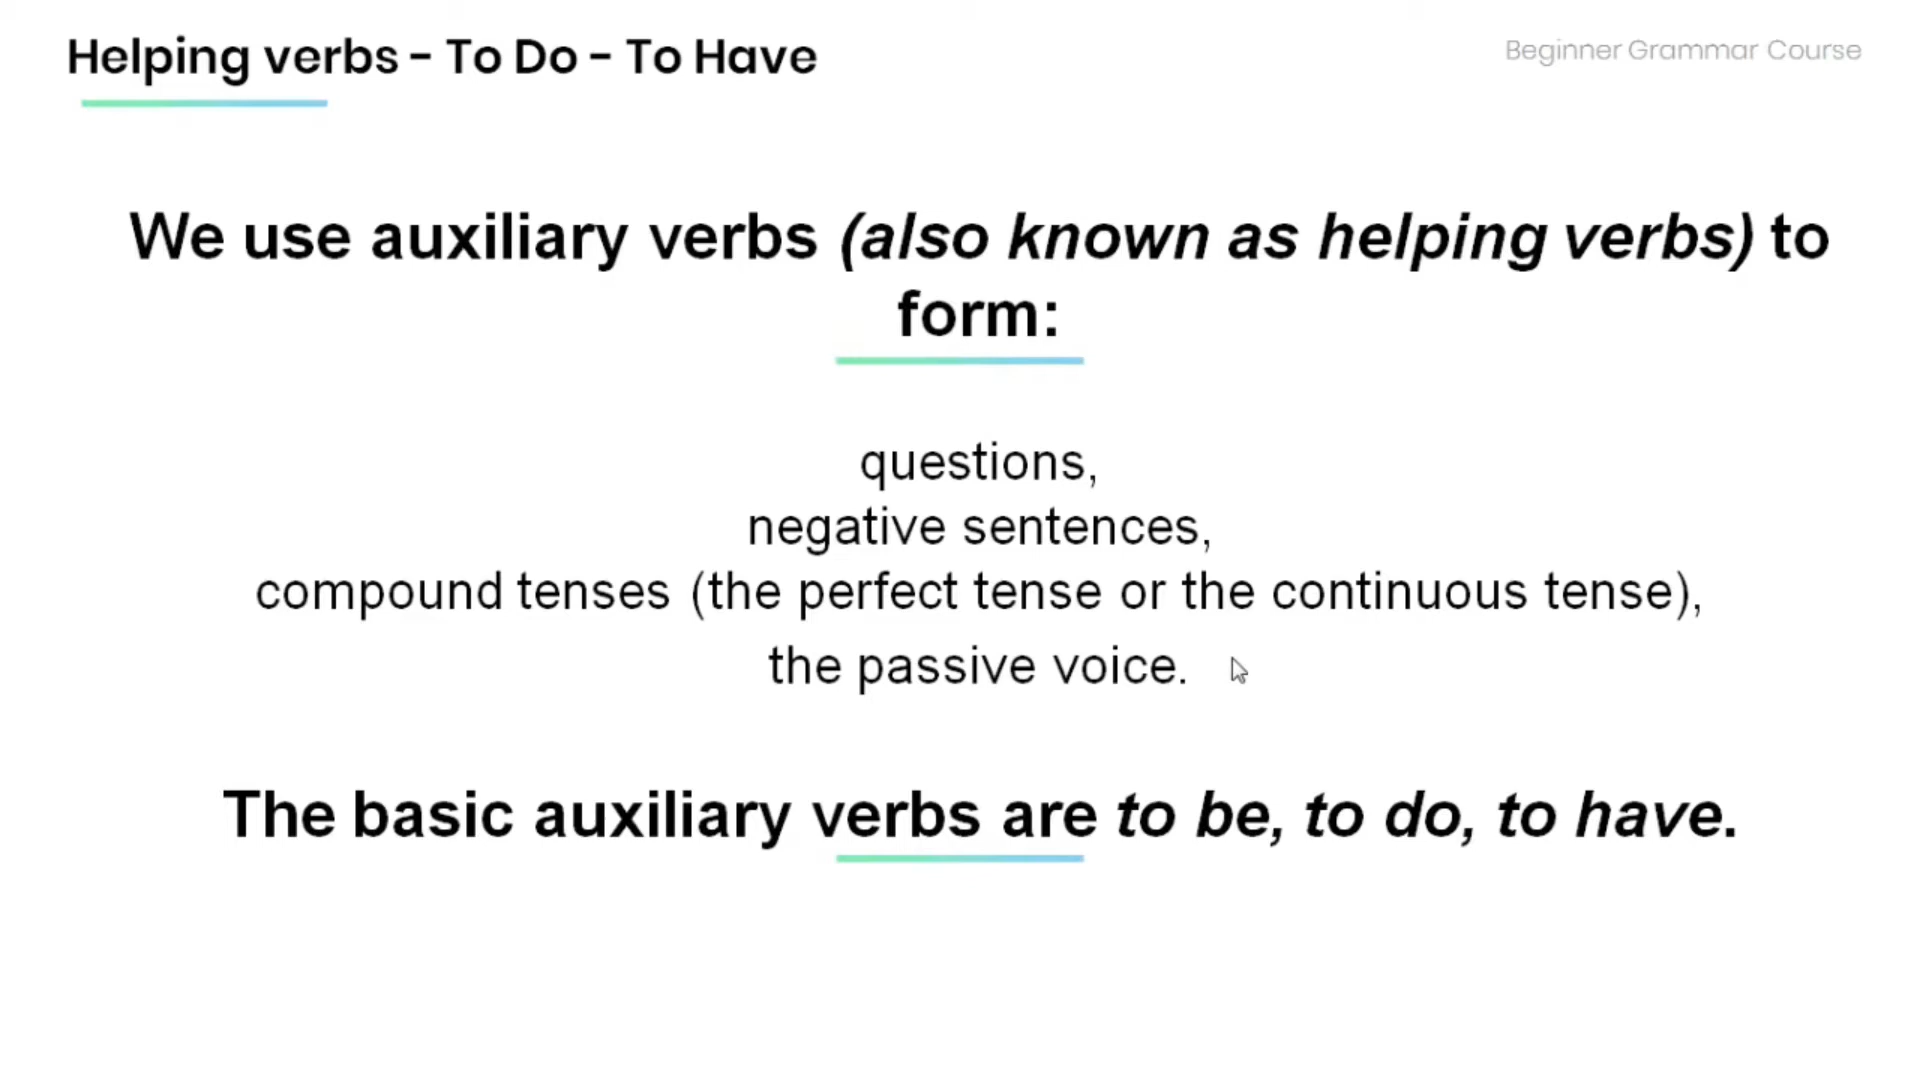 Helping verbs - To Do - To Have
Beginner Grammar Course
We use auxiliary verbs (also known as helping verbs) to
form:
questions,
negative sentences,
compound tenses (the perfect tense or the continuous tense),
the passive voice.
The basic auxiliary verbs are to be, to do, to have.